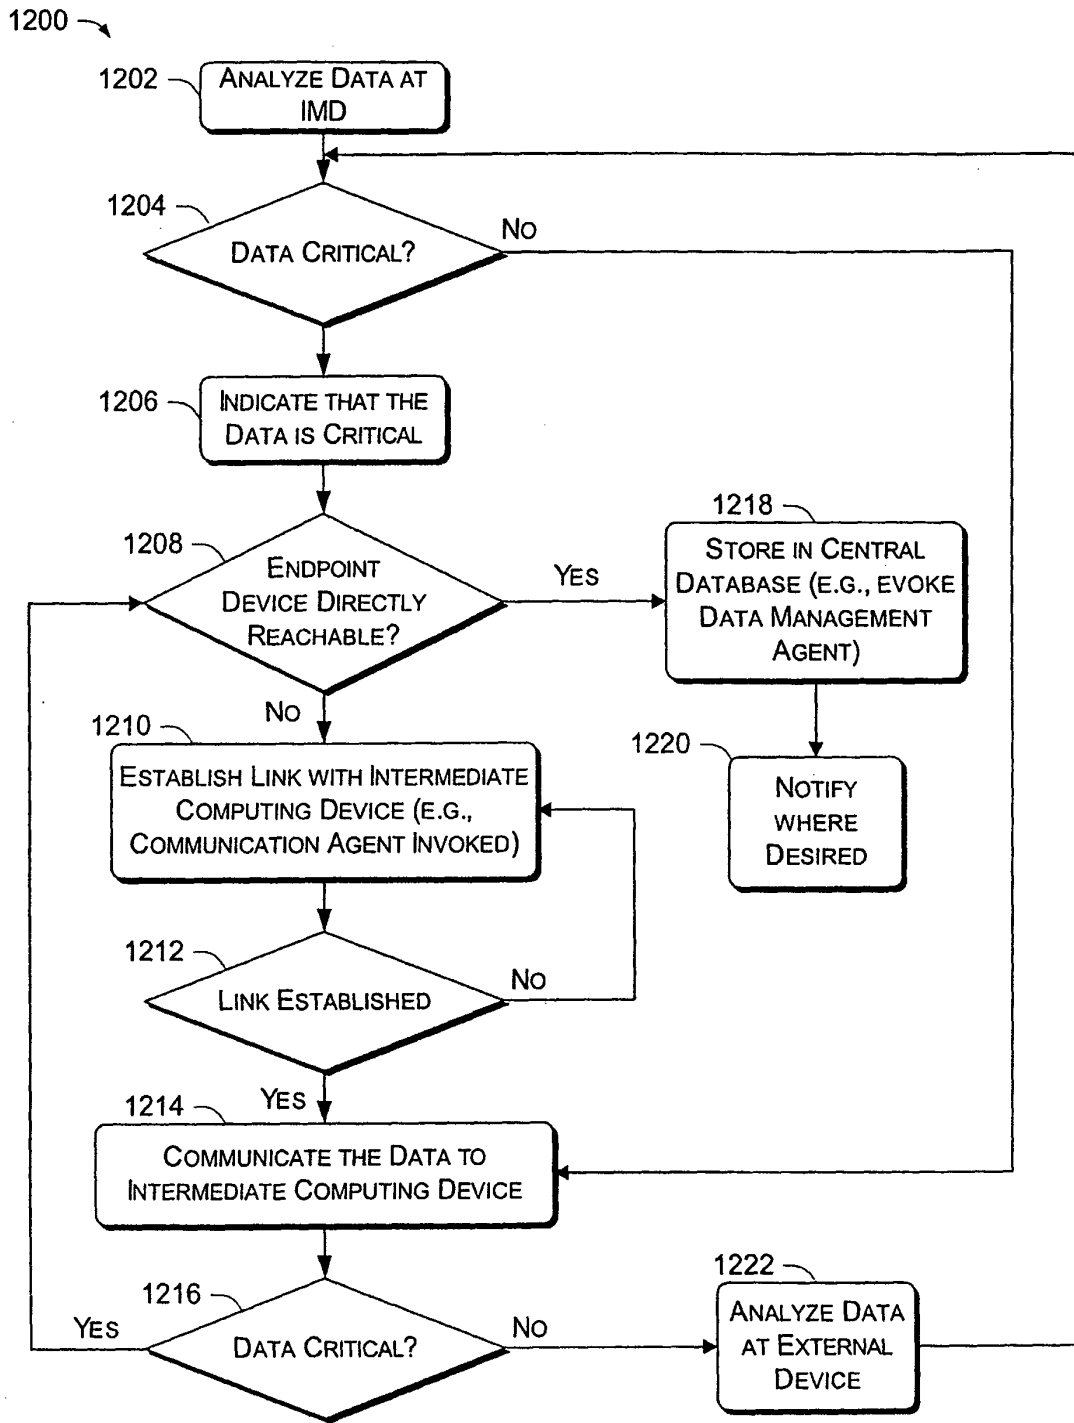 1200
1202
ANALYZE DATA AT
IMD
1204
DATA CRITICAL?
NO
1206
INDICATE THAT THE
DATA IS CRITICAL
1208
ENDPOINT
DEVICE DIRECTLY
REACHABLE?
YES
1218
STORE IN CENTRAL
DATABASE (E.G., EVOKE
DATA MANAGEMENT
AGENT)
NO
1210
ESTABLISH LINK WITH INTERMEDIATE
COMPUTING DEVICE (E.G.,
COMMUNICATION AGENT INVOKED)
1220
NOTIFY
WHERE
DESIRED
1212
LINK ESTABLISHED
NO
YES
1214
COMMUNICATE THE DATA TO
INTERMEDIATE COMPUTING DEVICE
1216
DATA CRITICAL?
YES
NO
1222
ANALYZE DATA
AT EXTERNAL
DEVICE